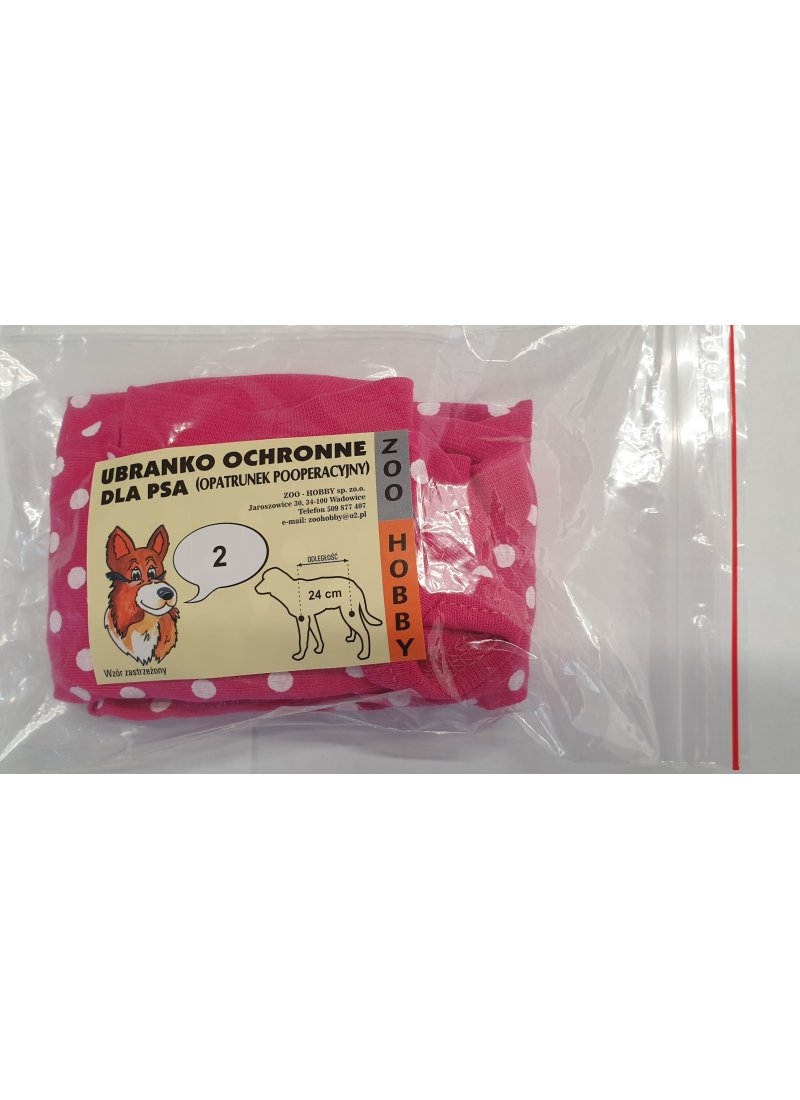 UBRANKO OCHRONNE
DLA PSA (OPATRUNEK POOPERACYJNY)
ZOO - HOBBY sp. zo.o.
Jaroszowice 30, 34-100 Wadowice
Telefon 509 877 407
e-mail: zoohobby@o2.pl
ZOO
HOBBY
2
ODLEGŁOŚĆ
24 cm
Wzór zastrzeżony